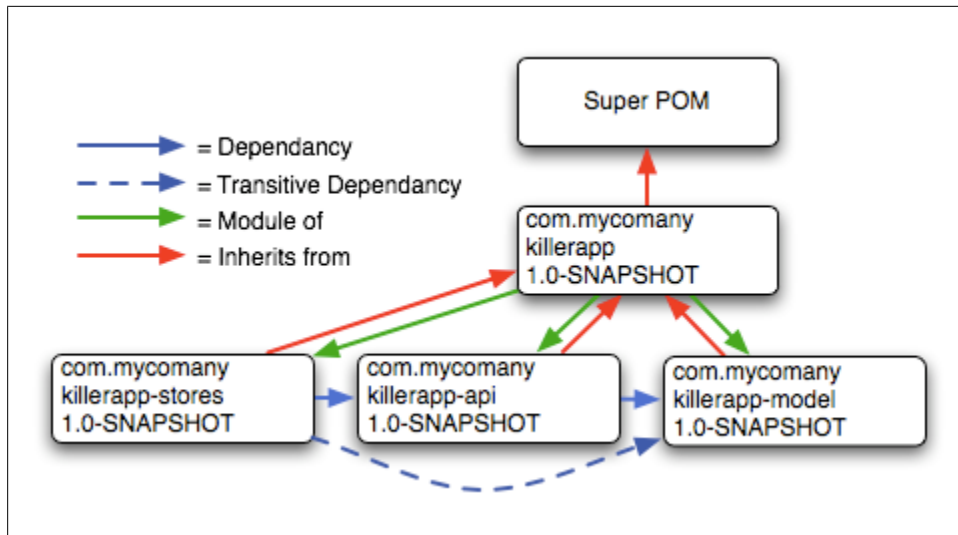 Super POM
= Dependancy
= Transitive Dependancy
= Module of
= Inherits from
com.mycomany
killerapp
1.0-SNAPSHOT
com.mycomany
killerapp-stores
1.0-SNAPSHOT
com.mycomany
killerapp-api
1.0-SNAPSHOT
com.mycomany
killerapp-model
1.0-SNAPSHOT